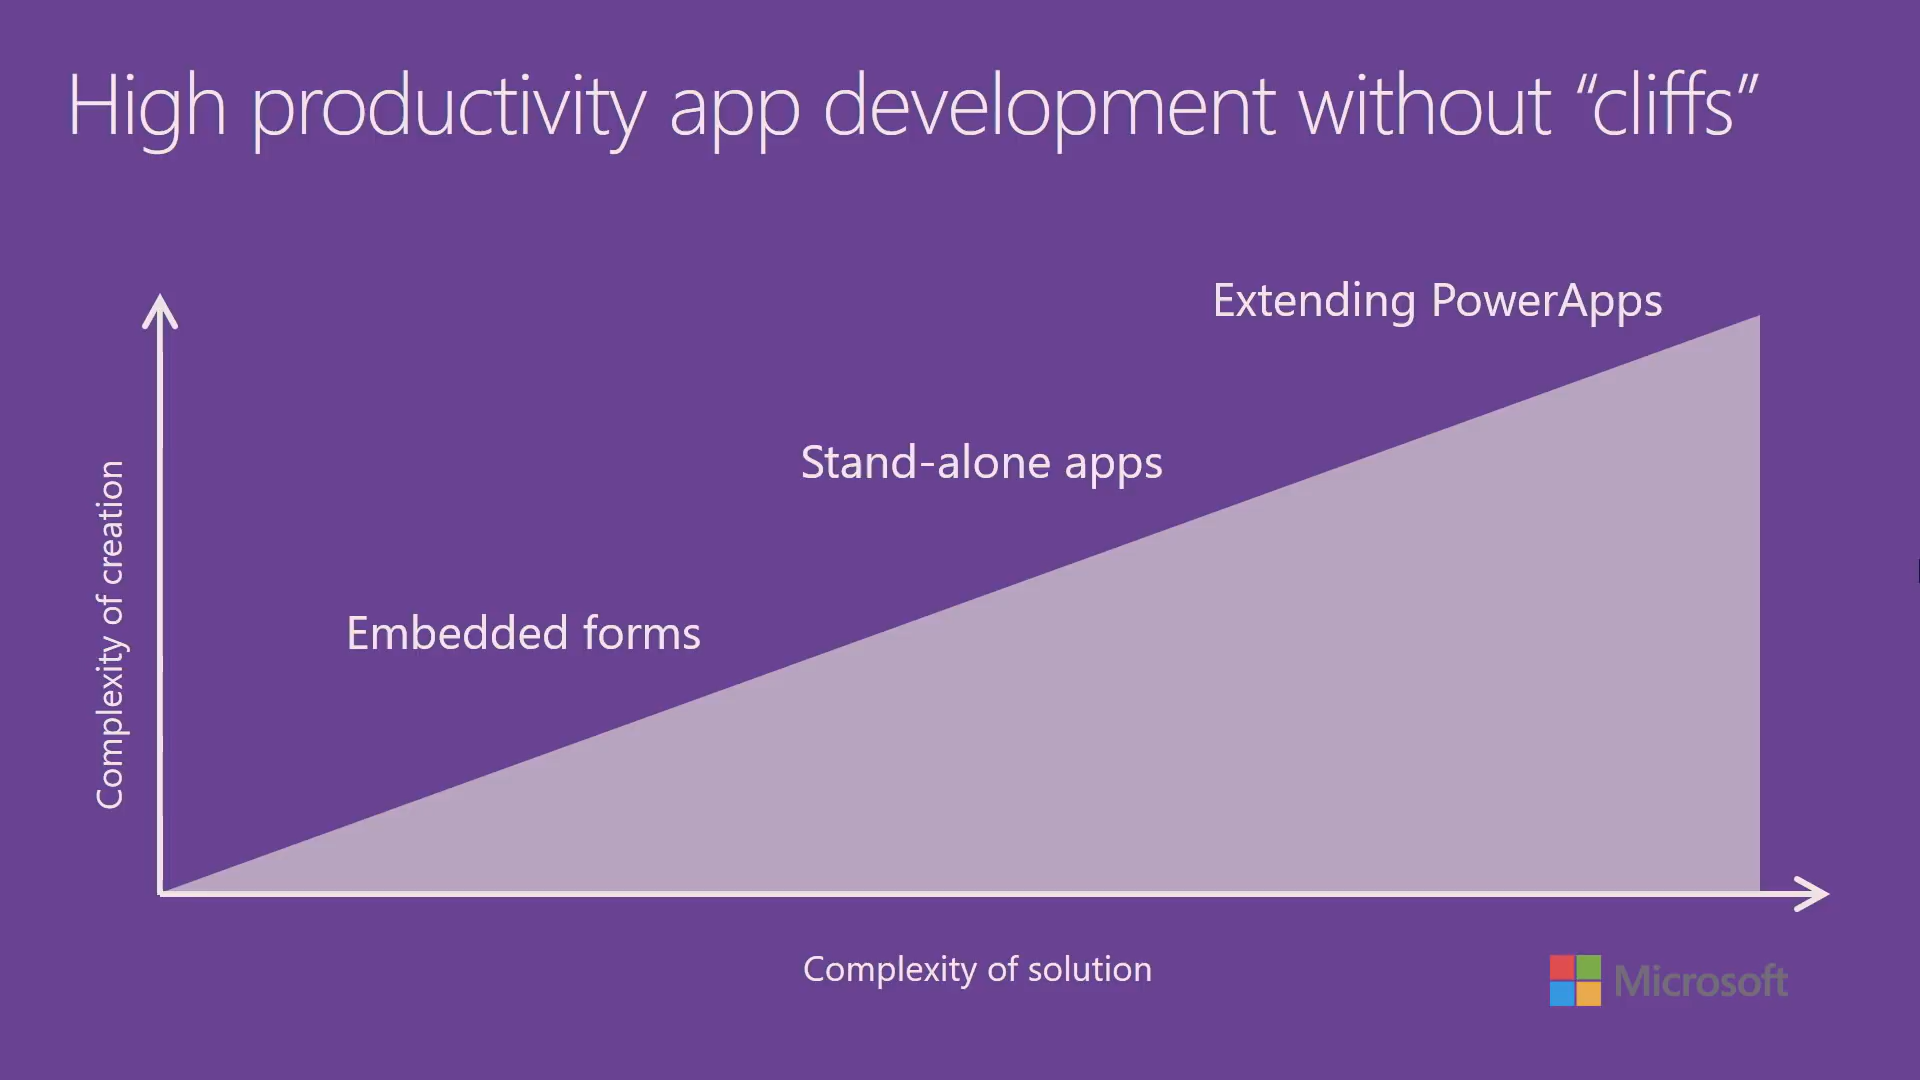 High productivity app development without “cliffs”
Extending PowerApps
Stand-alone apps
Embedded forms
Complexity of creation
Complexity of solution
Microsoft